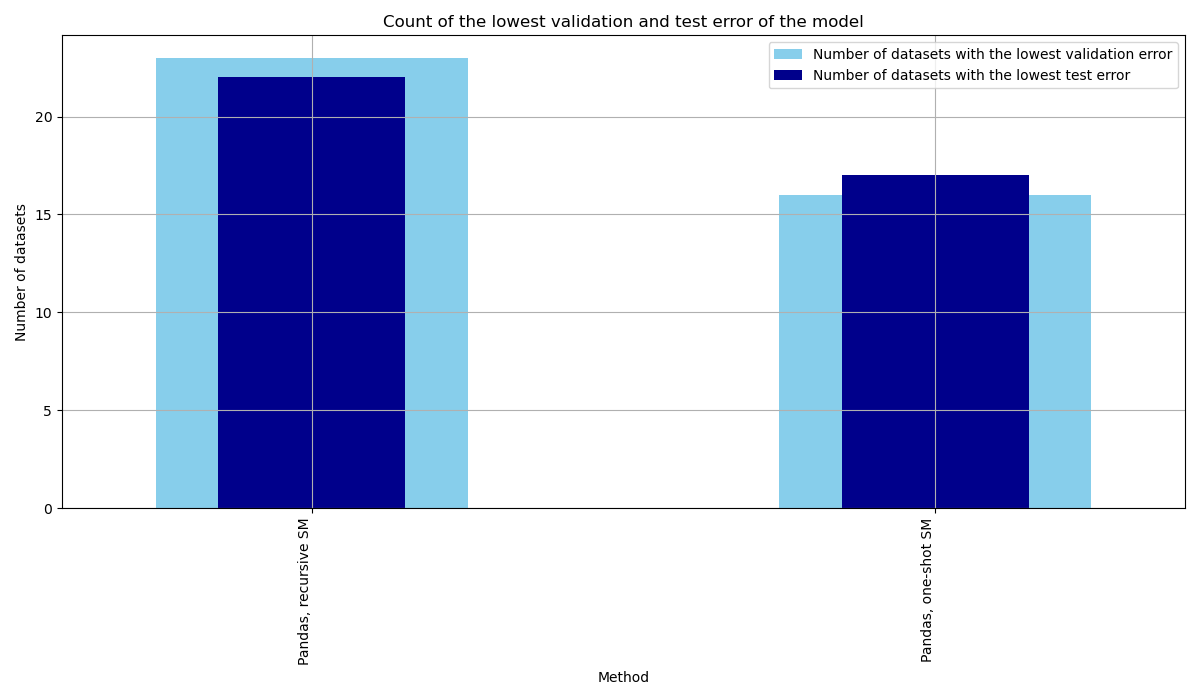 Count of the lowest validation and test error of the model
Number of datasets with the lowest validation error
Number of datasets with the lowest test error
Number of datasets
20
15
10
5
0
Pandas, recursive SM
Pandas, one-shot SM
Method